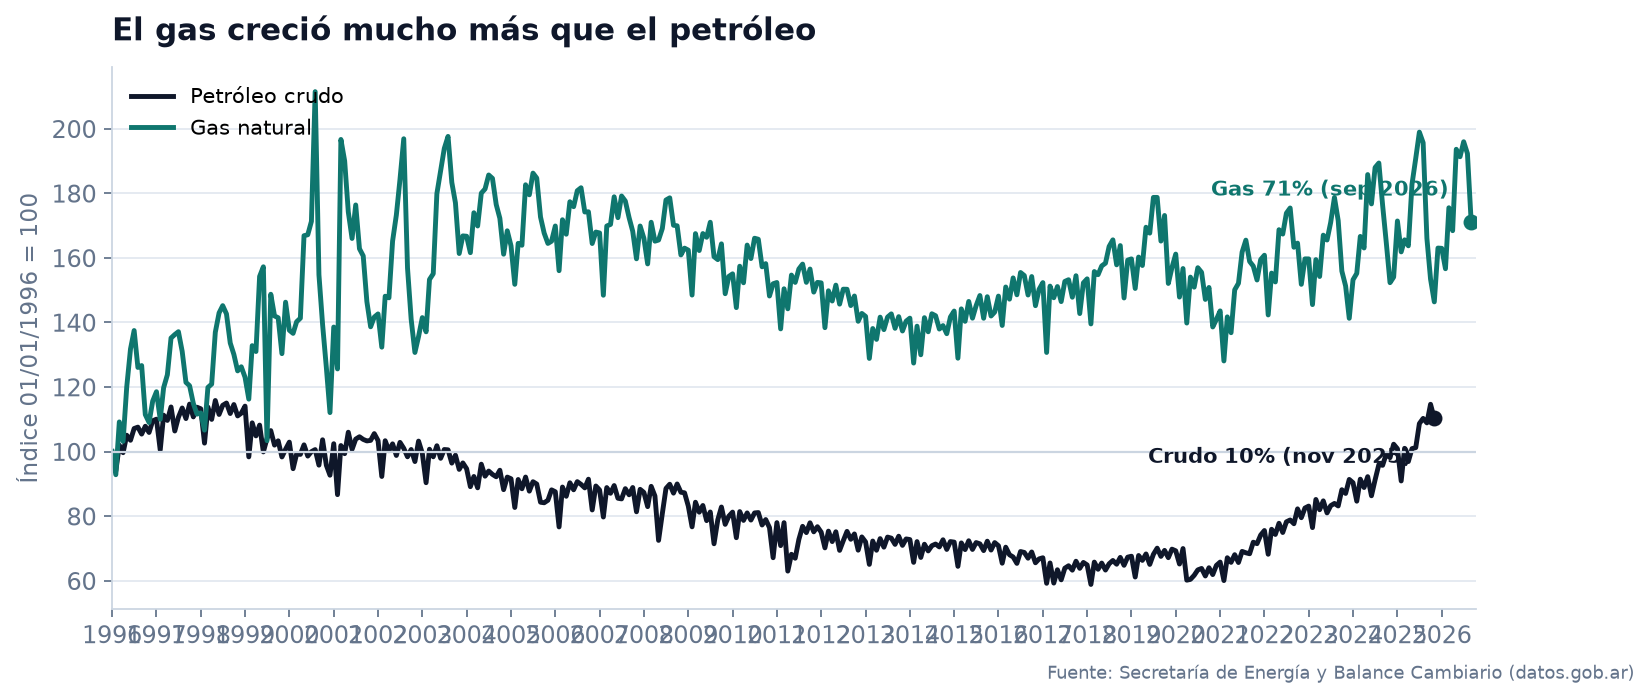 El gas creció mucho más que el petróleo
Petróleo crudo
Gas natural
Índice 01/01/1996 = 100
200
180
160
140
120
100
80
60
Gas 71% (sep 2026)
Crudo 10% (nov 2025)
1996 1997 1998 1999 2000 2001 2002 2003 2004 2005 2006 2007 2008 2009 2010 2011 2012 2013 2014 2015 2016 2017 2018 2019 2020 2021 2022 2023 2024 2025 2026
Fuente: Secretaría de Energía y Balance Cambiario (datos.gob.ar)